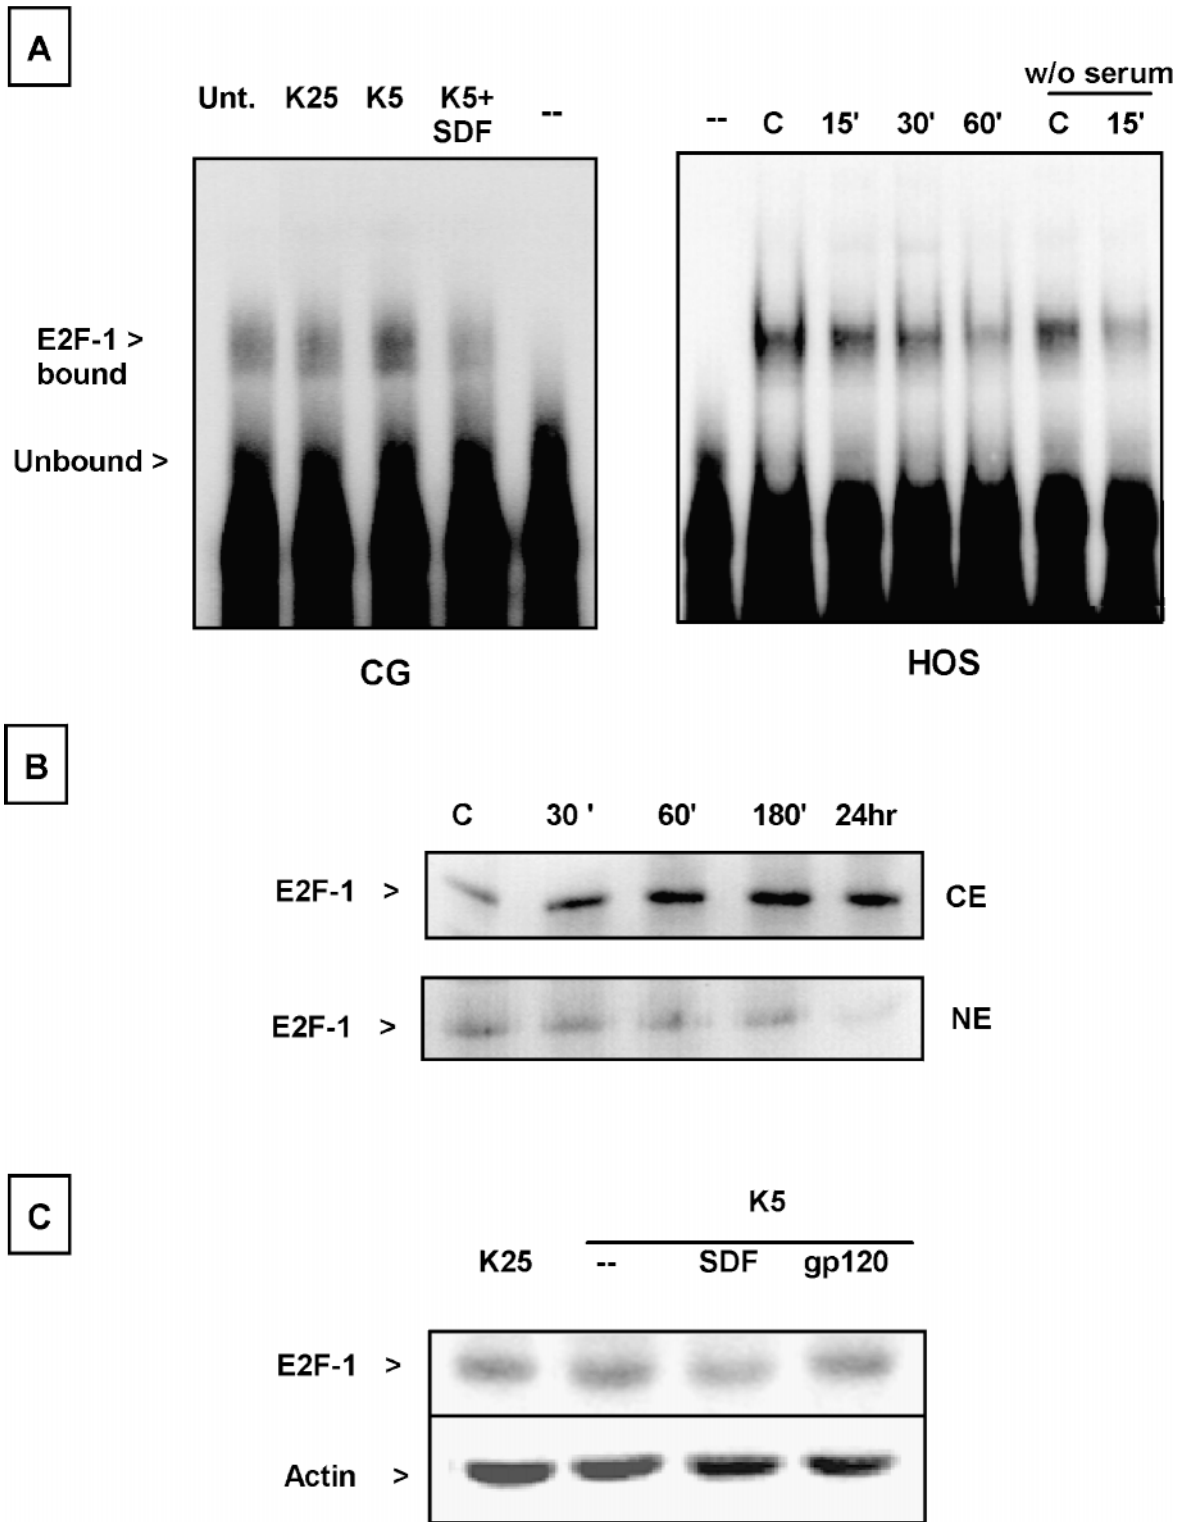 A
w/o serum
Unt. K25 K5 K5+ --
SDF
-- C 15' 30' 60' C 15'
E2F-1 >
bound
Unbound >
CG
HOS
B
C 30 ' 60' 180' 24hr
E2F-1 > CE
E2F-1 > NE
C
K5
K25 -- SDF gp120
E2F-1 >
Actin >